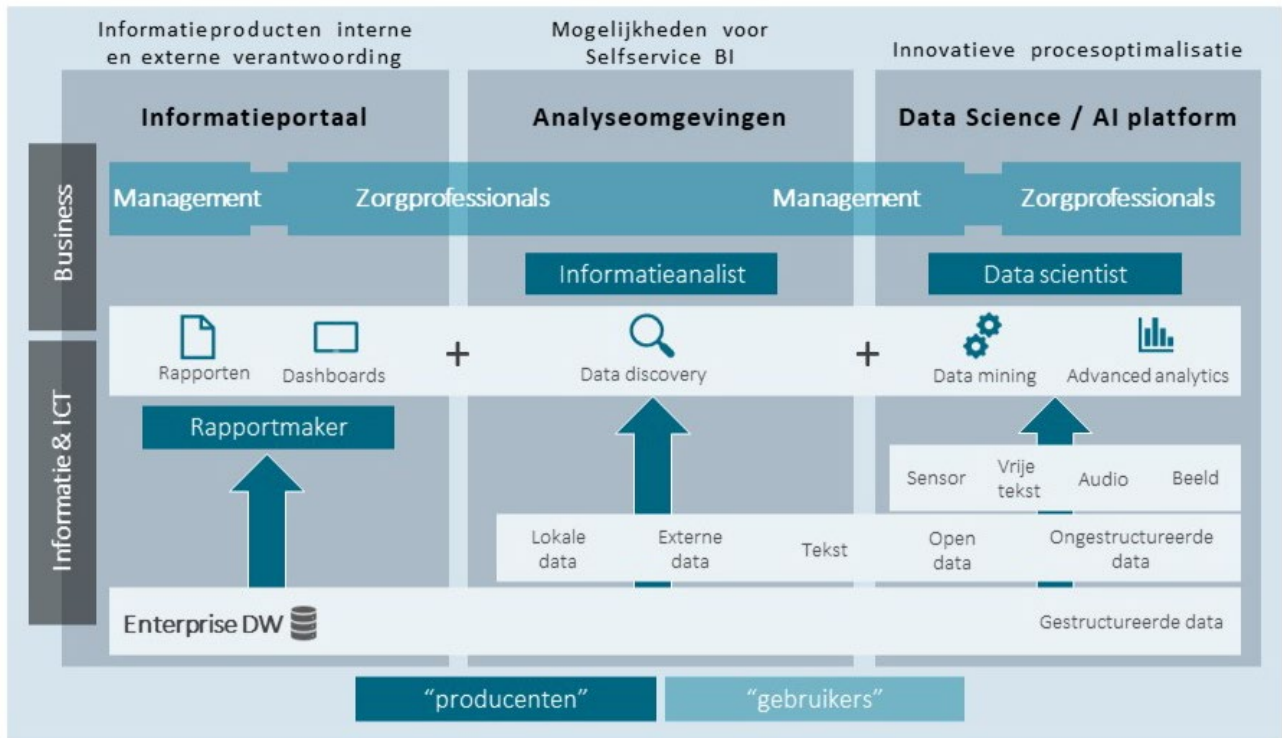 Informatieproducten interne
en externe verantwoording
Mogelijkheden voor
Selfservice BI
Innovatieve procesoptimalisatie
Informatieportaal
Analyseomgevingen
Data Science / AI platform
Business
Management
Zorgprofessionals
Management
Zorgprofessionals
Informatieanalist
Data scientist
Informatie & ICT
Rapporten
Dashboards
+
Data discovery
+
Data mining
Advanced analytics
Rapportmaker
Sensor
Vrije
tekst
Audio
Beeld
Lokale
data
Externe
data
Tekst
Open
data
Ongestructureerde
data
Enterprise DW
Gestructureerde data
“producenten”
“gebruikers”